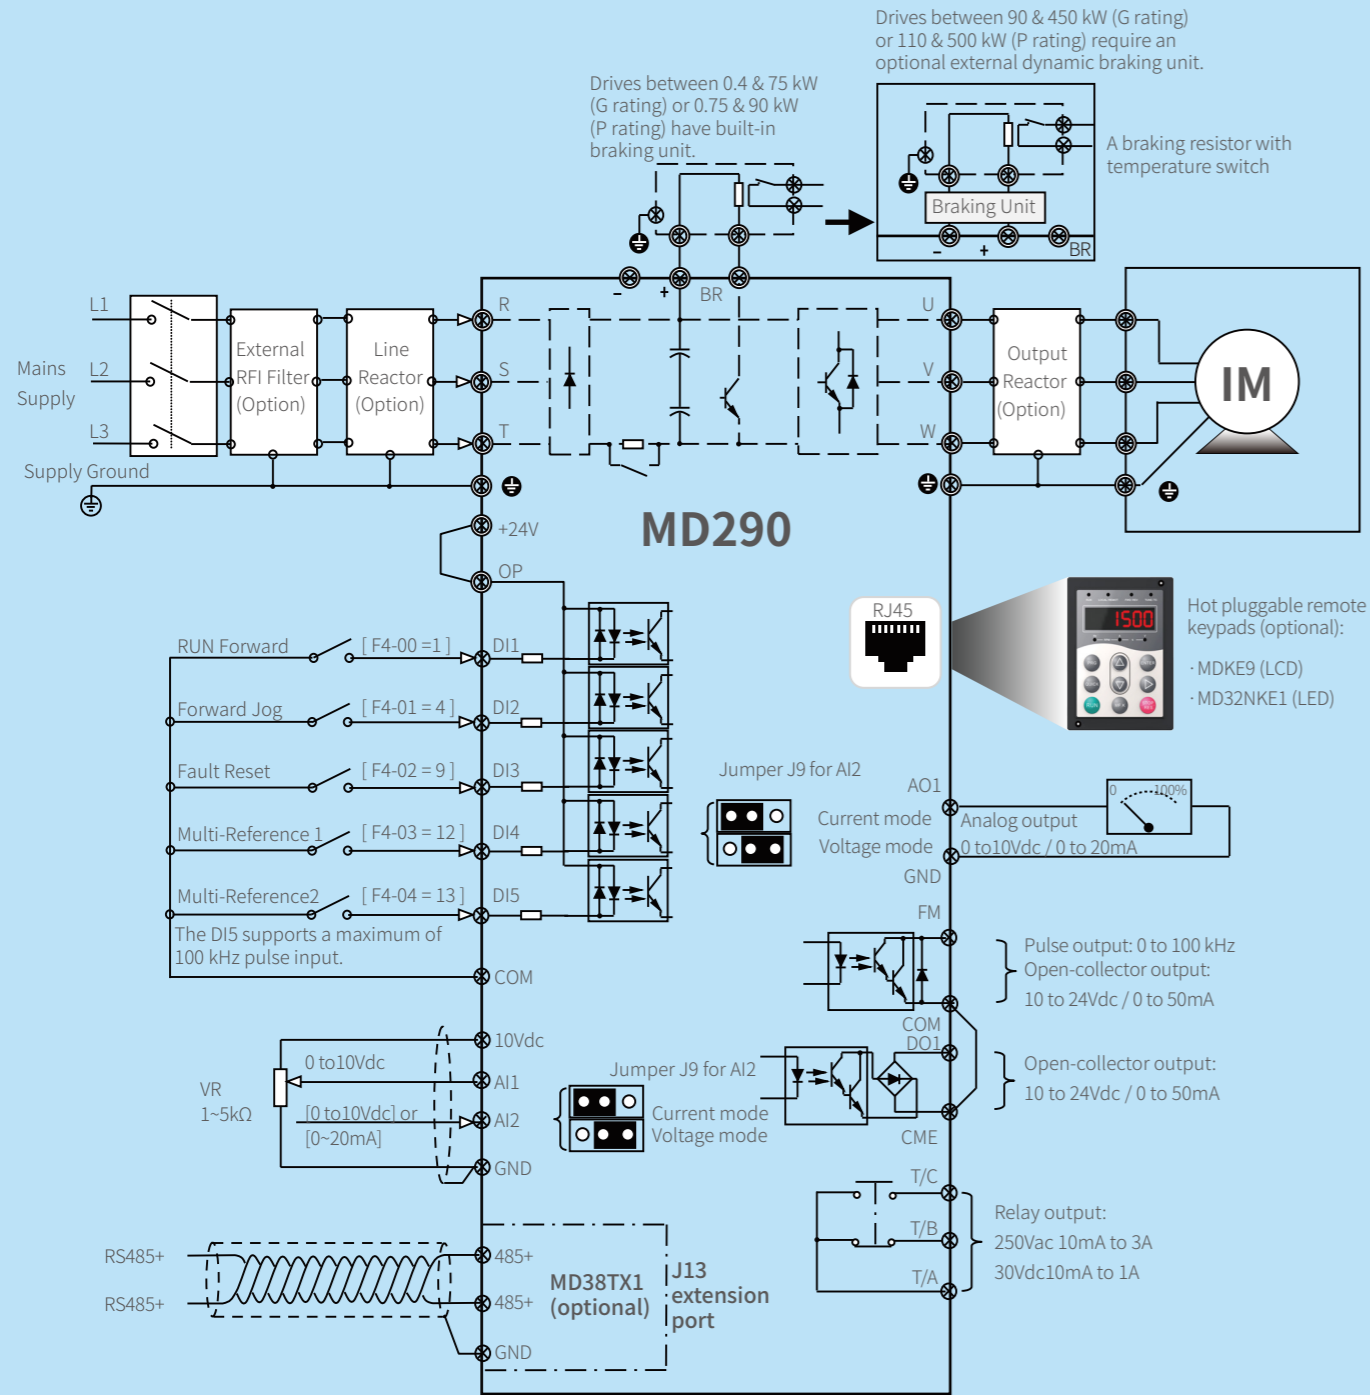 Drives between 90 & 450 kW (G rating)
or 110 & 500 kW (P rating) require an
optional external dynamic braking unit.
Drives between 0.4 & 75 kW
(G rating) or 0.75 & 90 kW
(P rating) have built-in
braking unit.
A braking resistor with
temperature switch
Braking Unit
- + BR
- + BR
L1
R
U
External
RFI Filter
(Option)
Line
Reactor
(Option)
Output
Reactor
(Option)
Mains
Supply
L2
S
V
IM
L3
T
W
Supply Ground
MD290
+24V
OP
RJ45
1500
Hot pluggable remote
keypads (optional):
· MDKE9 (LCD)
· MD32NKE1 (LED)
RUN Forward [ F4-00 =1 ] DI1
Forward Jog [ F4-01 = 4 ] DI2
Fault Reset [ F4-02 = 9 ] DI3
Multi-Reference 1 [ F4-03 = 12 ] DI4
Multi-Reference2 [ F4-04 = 13 ] DI5
The DI5 supports a maximum of
100 kHz pulse input.
COM
Jumper J9 for AI2
Current mode
Voltage mode
AO1
0 100%
Analog output
0 to10Vdc / 0 to 20mA
GND
FM
Pulse output: 0 to 100 kHz
Open-collector output:
10 to 24Vdc / 0 to 50mA
COM
DO1
Open-collector output:
10 to 24Vdc / 0 to 50mA
CME
10Vdc
0 to10Vdc
AI1
VR
1~5kΩ
[0 to10Vdc] or
[0~20mA]
AI2
GND
Jumper J9 for AI2
Current mode
Voltage mode
T/C
T/B
T/A
Relay output:
250Vac 10mA to 3A
30Vdc10mA to 1A
RS485+ 485+
RS485+ 485+
GND
MD38TX1
(optional)
J13
extension
port